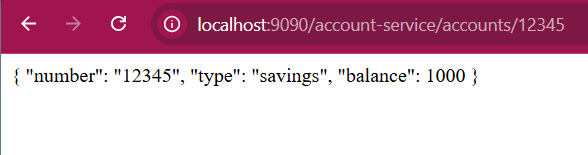 localhost:9090/account-service/accounts/12345
{ "number": "12345", "type": "savings", "balance": 1000 }